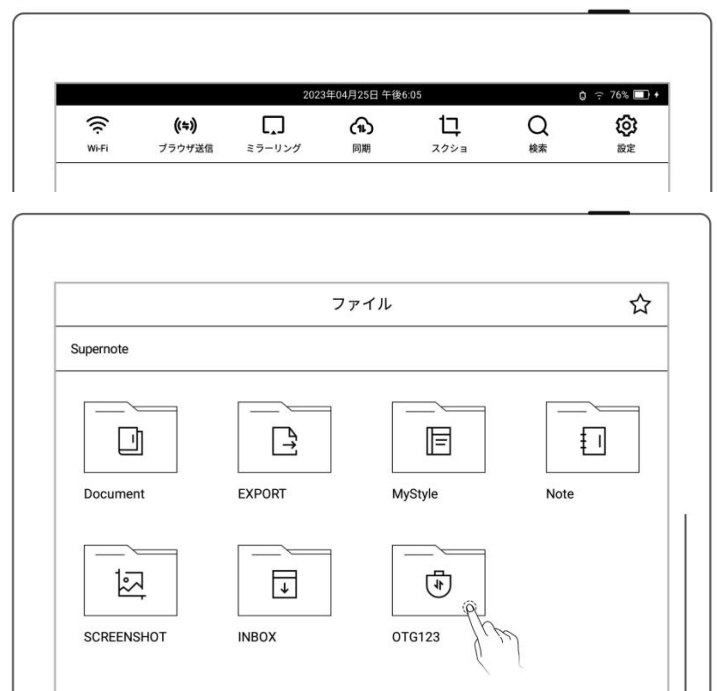 2023年04月25日 午後6:05 76%
Wi-Fi ブラウザ送信 ミラーリング 同期 スクショ 検索 設定
ファイル
Supernote
Document EXPORT MyStyle Note
SCREENSHOT INBOX OTG123